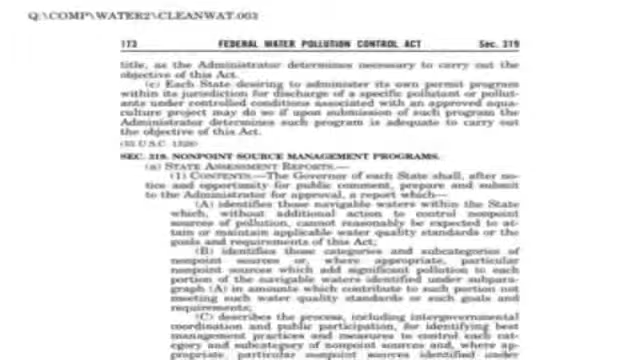 Q:\COMP\WATER2\CLEANWAT.003
173 FEDERAL WATER POLLUTION CONTROL ACT Sec. 319
title, as the Administrator determines necessary to carry out the
objective of this Act.
(c) Each State desiring to administer its own permit program
within its jurisdiction for discharge of a specific pollutant or pollut-
ants under controlled conditions associated with an approved aqua-
culture project may do so if upon submission of such program the
Administrator determines such program is adequate to carry out
the objective of this Act.
(33 U.S.C. 1328)
SEC. 319. NONPOINT SOURCE MANAGEMENT PROGRAMS.
(a) STATE ASSESSMENT REPORTS.—
(1) CONTENTS.—The Governor of each State shall, after no-
tice and opportunity for public comment, prepare and submit
to the Administrator for approval, a report which—
(A) identifies those navigable waters within the State
which, without additional action to control nonpoint
sources of pollution, cannot reasonably be expected to at-
tain or maintain applicable water quality standards or the
goals and requirements of this Act;
(B) identifies those categories and subcategories of
nonpoint sources or, where appropriate, particular
nonpoint sources which add significant pollution to each
portion of the navigable waters identified under subpara-
graph (A) in amounts which contribute to such portion not
meeting such water quality standards or such goals and
requirements;
(C) describes the process, including intergovernmental
coordination and public participation, for identifying best
management practices and measures to control each cat-
egory and subcategory of nonpoint sources and, where ap-
propriate, particular nonpoint sources identified under